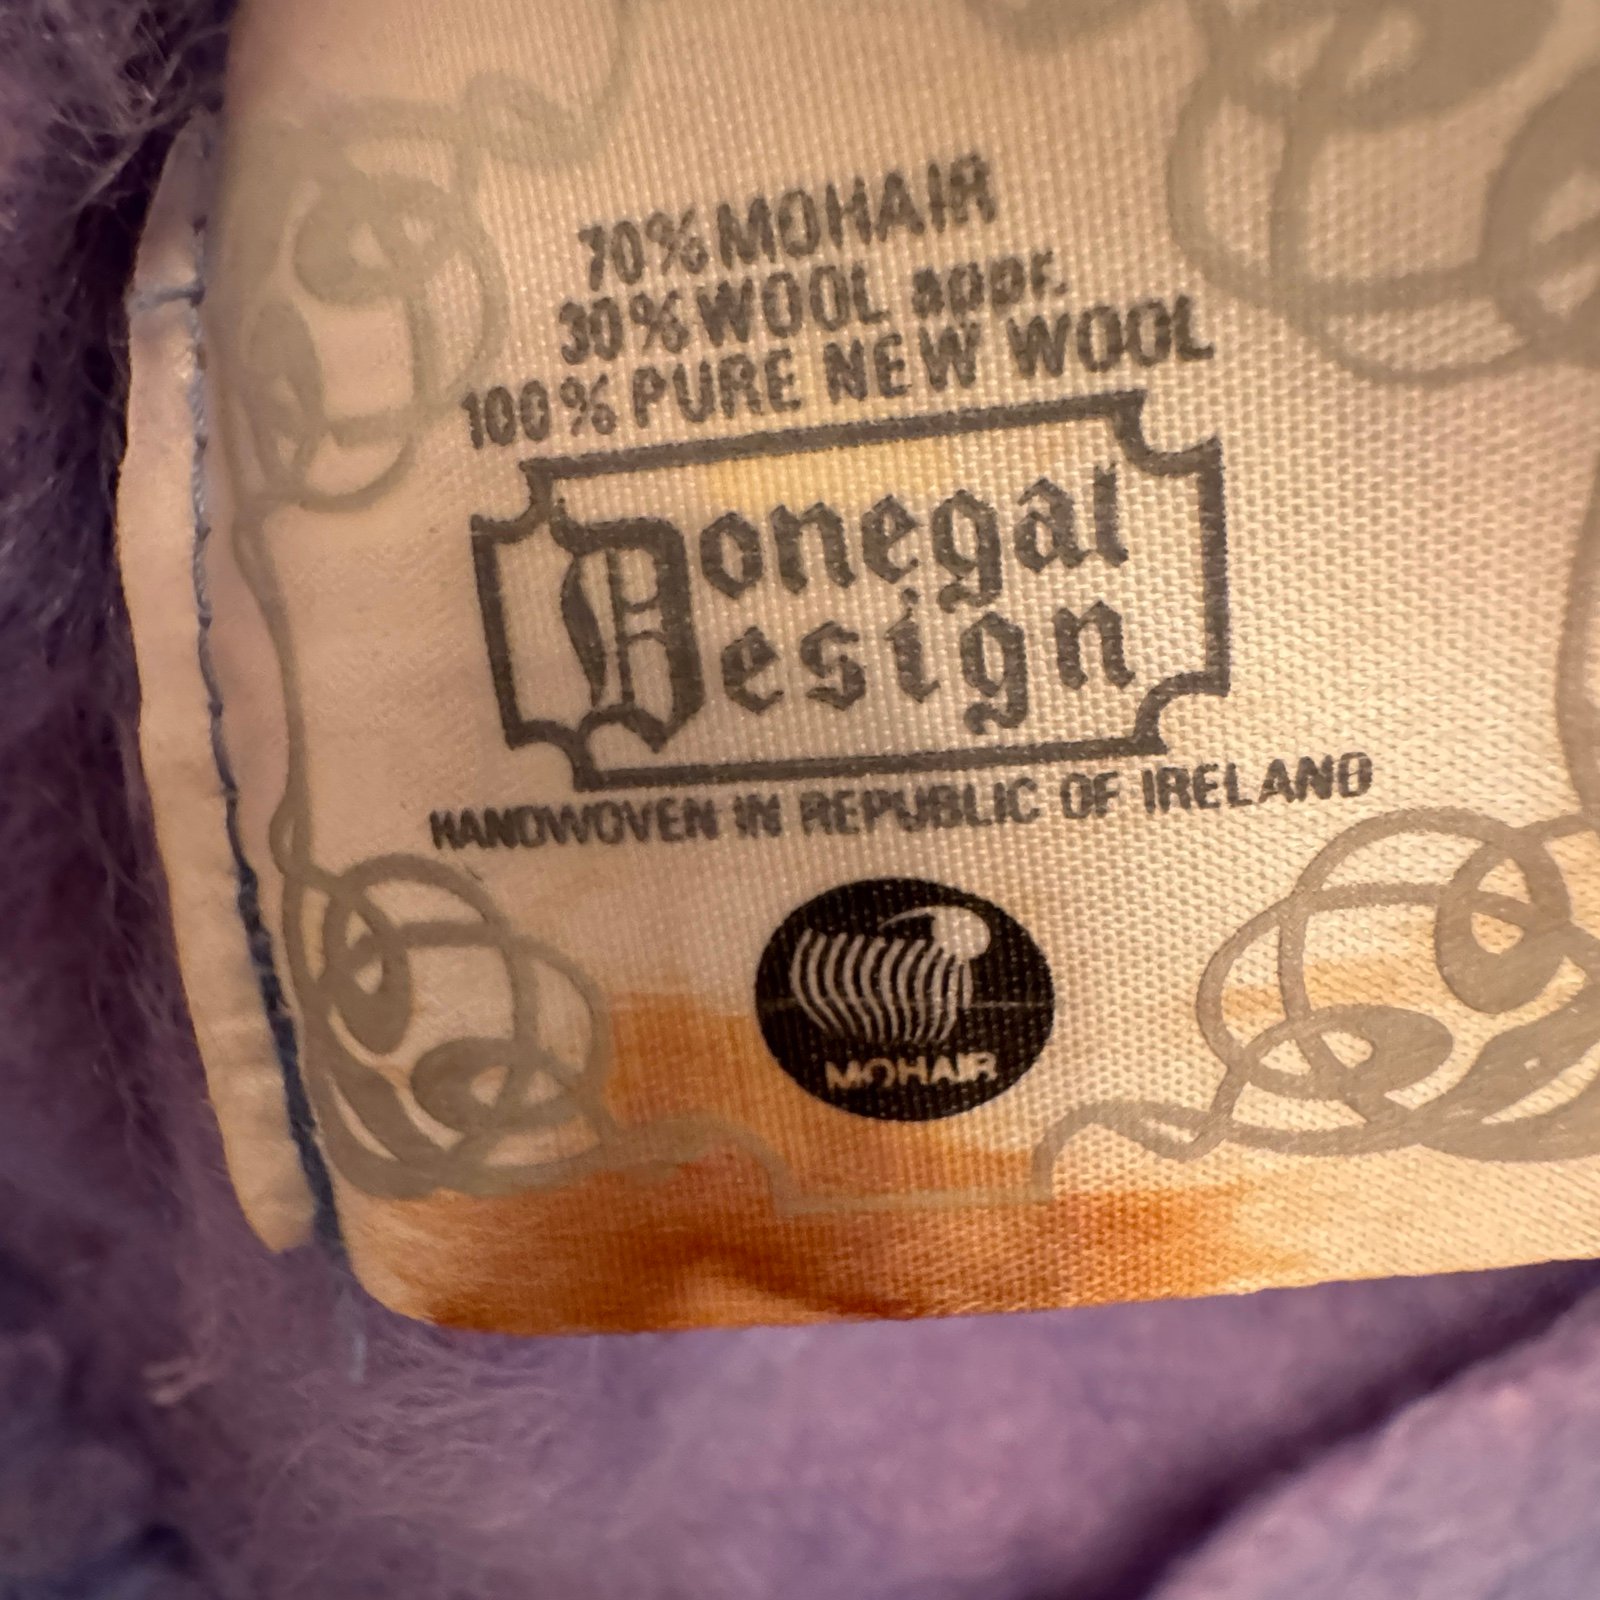 70% MOHAIR
30% WOOL appr.
100% PURE NEW WOOL
Donegal
Design
HANDWOVEN IN REPUBLIC OF IRELAND
MOHAIR